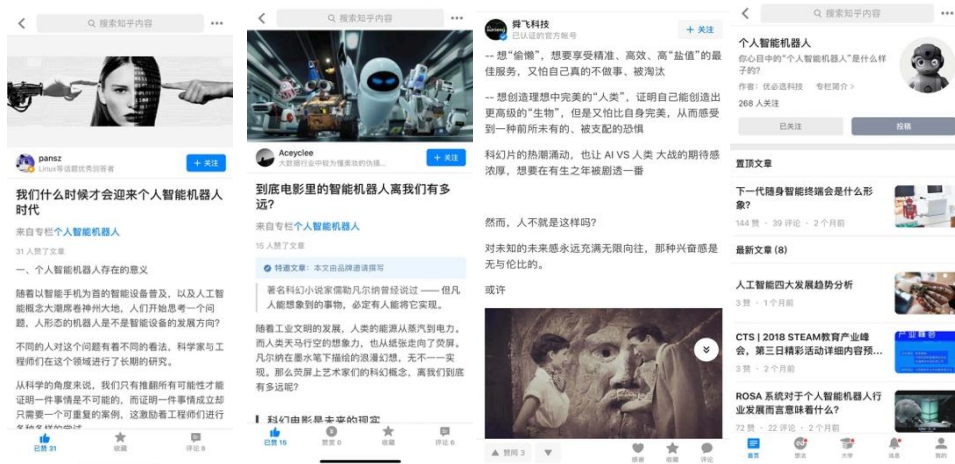 搜索知乎内容
pansz
Linux等话题优秀回答者
+ 关注
我们什么时候才会迎来个人智能机器人
时代
来自专栏个人智能机器人
31 人赞了文章
一、个人智能机器人存在的意义
随着以智能手机为首的智能设备普及，以及人工智
能概念大潮席卷神州大地，人们开始思考一个问
题，人形态的机器人是不是智能设备的发展方向？
不同的人对这个问题有着不同的看法，科学家与工
程师们在这个领域进行了长期的研究。
从科学的角度来说，我们只有推翻所有可能性才能
证明一件事情是不可能的，而证明一件事情成立却
只需要一个可重复的案例，这激励着工程师们进行
各种各样的尝试
已赞 31
收藏
评论 8
搜索知乎内容
Aceyclee
大数据行业中较为懂美妆的伪摄...
+ 关注
到底电影里的智能机器人离我们有多
远？
来自专栏个人智能机器人
15 人赞了文章
特邀文章：本文由品牌邀请撰写
著名科幻小说家儒勒凡尔纳曾经说过 —— 但凡
人能想象到的事物，必定有人能将它实现。
随着工业文明的发展，人类的能源从蒸汽到电力。
而人类天马行空的想象力，也从纸张走向了荧屏。
凡尔纳在墨水笔下描绘的浪漫幻想，无不一一实
现。那么荧屏上艺术家们的科幻概念，离我们到底
有多远呢？
科幻电影是未来的现实
已赞 15
赞赏 0
收藏
评论 6
舜飞科技
已认证的官方帐号
+ 关注
-- 想“偷懒”，想要享受精准、高效、高“盐值”的最
佳服务，又怕自己真的不做事、被淘汰
-- 想创造理想中完美的“人类”，证明自己能创造出
更高级的“生物”，但是又怕比自身完美，从而感受
到一种前所未有的、被支配的恐惧
科幻片的热潮涌动，也让 AI VS 人类 大战的期待感
浓厚，想要在有生之年被剧透一番
然而，人不就是这样吗？
对未知的未来感永远充满无限向往，那种兴奋感是
无与伦比的。
或许
赞同 3
感谢
收藏
评论
搜索知乎内容
个人智能机器人
你心目中的“个人智能机器人”是什么样
子的？
作者：优必选科技 专栏简介 >
268 人关注
已关注
投稿
置顶文章
下一代随身智能终端会是什么形
象？
144 赞 · 39 评论 · 2 个月前
最新文章 (8)
人工智能四大发展趋势分析
3 赞 · 1 个月前
CTS | 2018 STEAM教育产业峰
会，第三日精彩活动详细内容预...
3 赞 · 2 个月前
ROSA 系统对于个人智能机器人行
业发展而言意味着什么？
72 赞 · 22 评论 · 2 个月前
首页
想法
大学
消息
我的